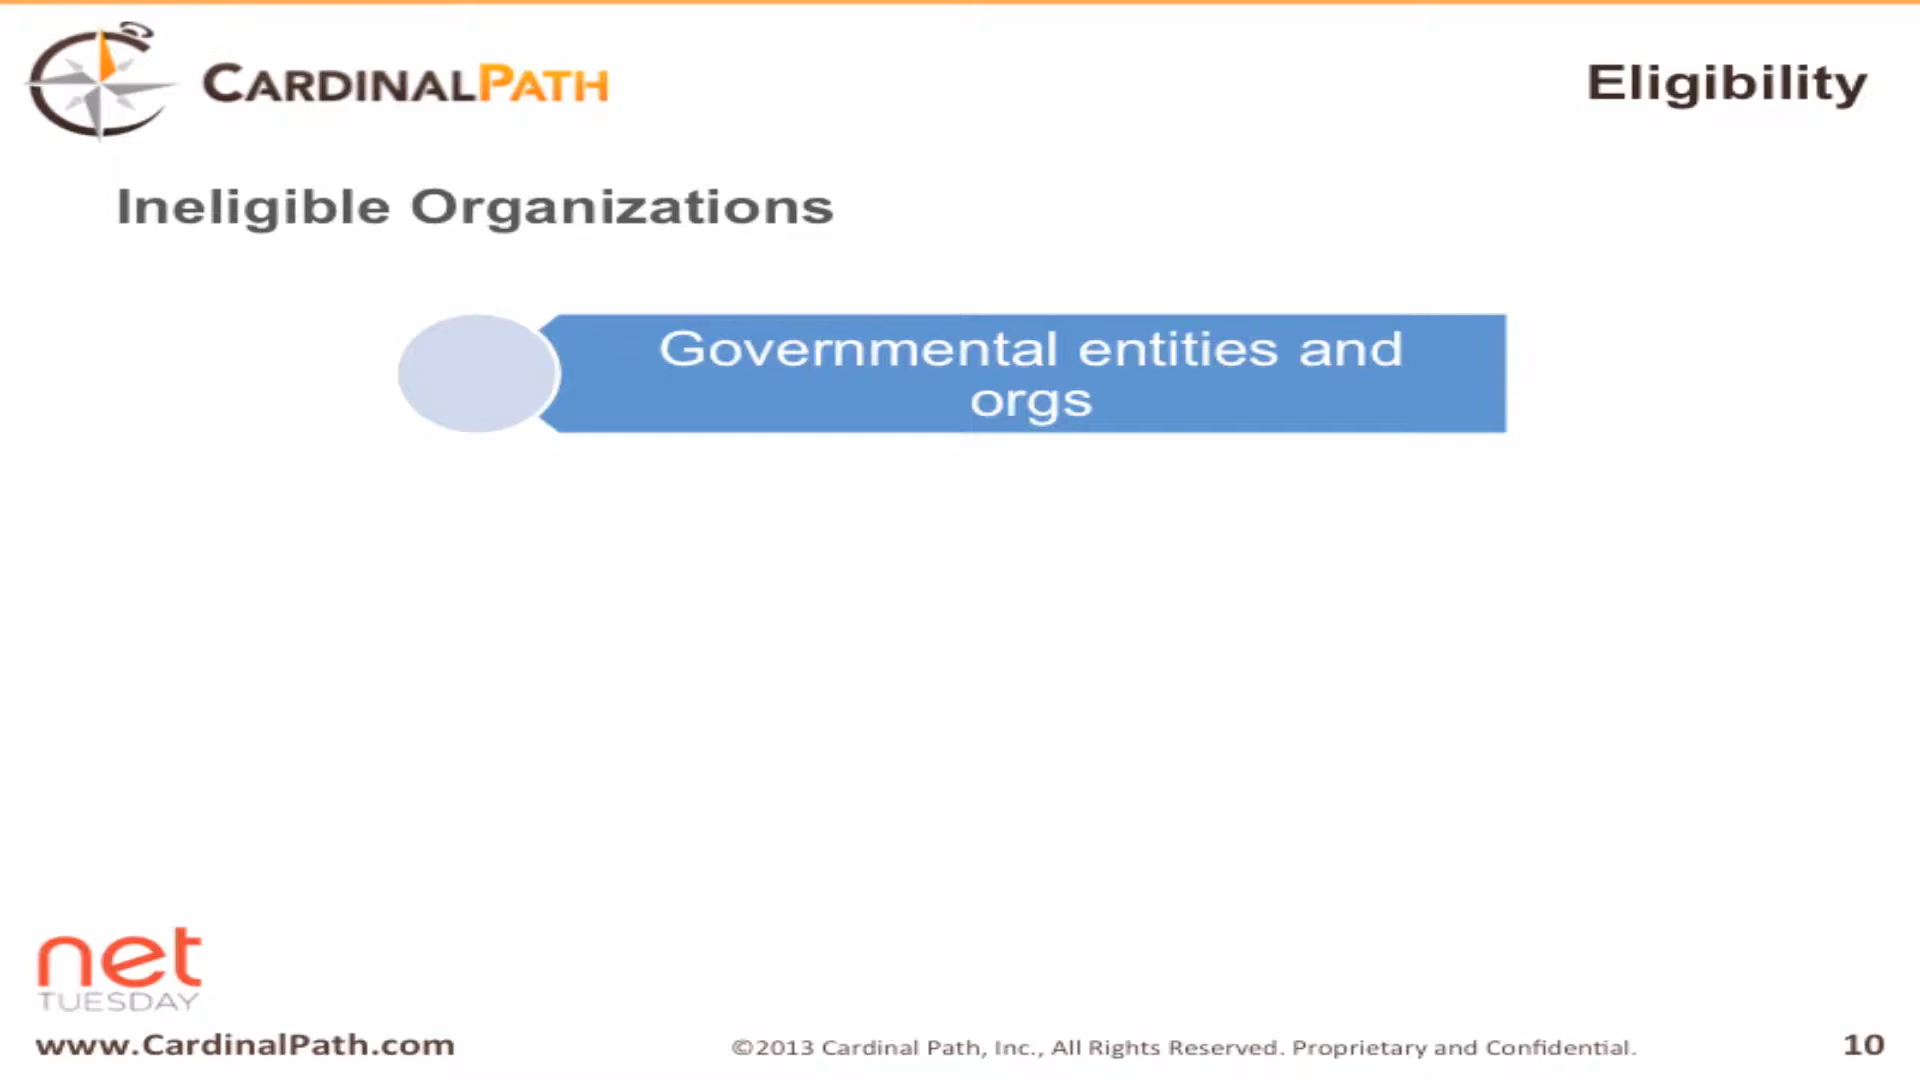 CARDINALPATH
Eligibility
Ineligible Organizations
Governmental entities and
orgs
net
TUESDAY
www.CardinalPath.com
©2013 Cardinal Path, Inc., All Rights Reserved. Proprietary and Confidential.
10